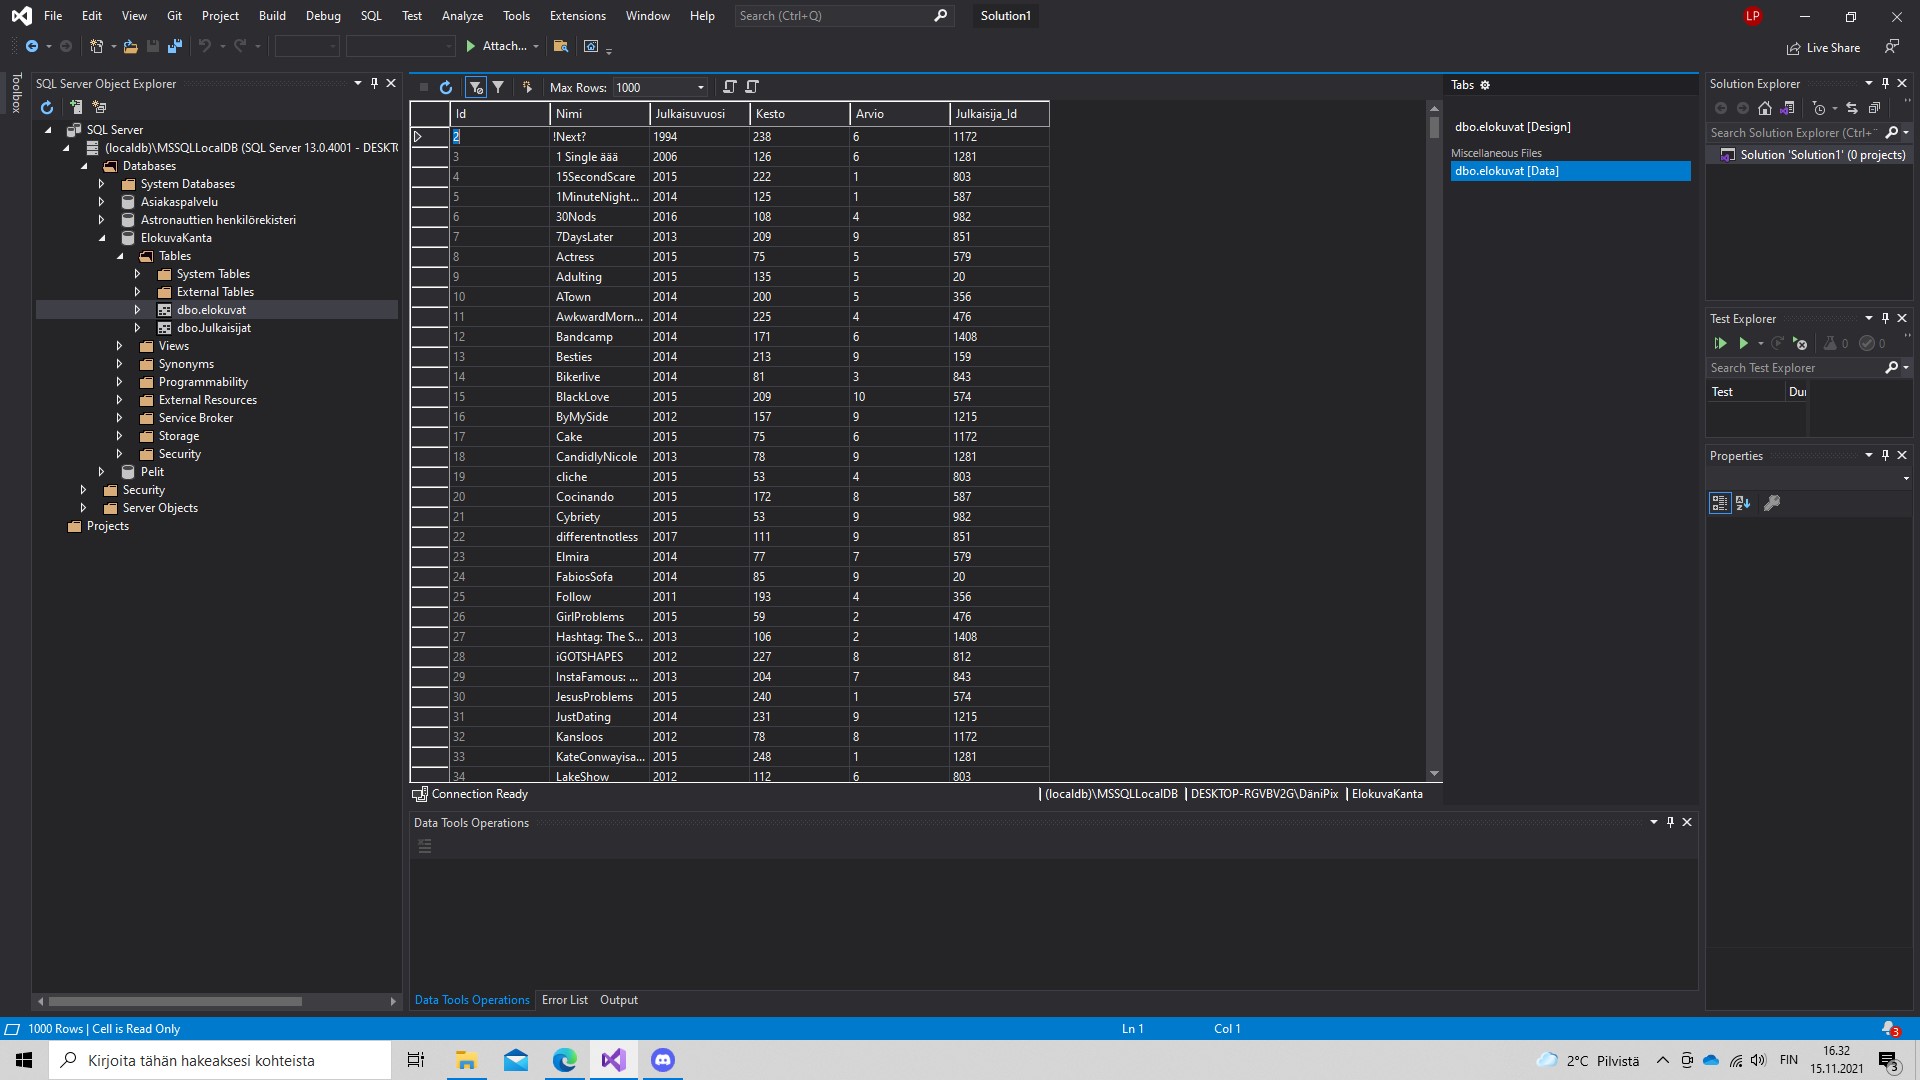 File Edit View Git Project Build Debug SQL Test Analyze Tools Extensions Window Help Search (Ctrl+Q) Solution1 LP
Attach... Live Share
Toolbox
SQL Server Object Explorer
SQL Server
(localdb)\MSSQLLocalDB (SQL Server 13.0.4001 - DESKT
Databases
System Databases
Asiakaspalvelu
Astronauttien henkilörekisteri
ElokuvaKanta
Tables
System Tables
External Tables
dbo.elokuvat
dbo.Julkaisijat
Views
Synonyms
Programmability
External Resources
Service Broker
Storage
Security
Pelit
Security
Server Objects
Projects
Max Rows: 1000
Id Nimi Julkaisuvuosi Kesto Arvio Julkaisija_Id
2 !Next? 1994 238 6 1172
3 1 Single äää 2006 126 6 1281
4 15SecondScare 2015 222 1 803
5 1MinuteNight... 2014 125 1 587
6 30Nods 2016 108 4 982
7 7DaysLater 2013 209 9 851
8 Actress 2015 75 5 579
9 Adulting 2015 135 5 20
10 ATown 2014 200 5 356
11 AwkwardMorn... 2014 225 4 476
12 Bandcamp 2014 171 6 1408
13 Besties 2014 213 9 159
14 Bikerlive 2014 81 3 843
15 BlackLove 2015 209 10 574
16 ByMySide 2012 157 9 1215
17 Cake 2015 75 6 1172
18 CandidlyNicole 2013 78 9 1281
19 cliche 2015 53 4 803
20 Cocinando 2015 172 8 587
21 Cybriety 2015 53 9 982
22 differentnotless 2017 111 9 851
23 Elmira 2014 77 7 579
24 FabiosSofa 2014 85 9 20
25 Follow 2011 193 4 356
26 GirlProblems 2015 59 2 476
27 Hashtag: The S... 2013 106 2 1408
28 iGOTSHAPES 2012 227 8 812
29 InstaFamous: ... 2013 204 7 843
30 JesusProblems 2015 240 1 574
31 JustDating 2014 231 9 1215
32 Kansloos 2012 78 8 1172
33 KateConwayisa... 2015 248 1 1281
34 LakeShow 2012 112 6 803
Connection Ready (localdb)\MSSQLLocalDB DESKTOP-RGVBV2G\DäniPix ElokuvaKanta
Tabs
dbo.elokuvat [Design]
Miscellaneous Files
dbo.elokuvat [Data]
Solution Explorer
Search Solution Explorer (Ctrl+
Solution 'Solution1' (0 projects)
Test Explorer
0 0
Search Test Explorer
Test Du
Properties
Data Tools Operations
Data Tools Operations Error List Output
1000 Rows | Cell is Read Only Ln 1 Col 1 3
Kirjoita tähän hakeaksesi kohteista 2°C Pilvistä FIN 16.32
15.11.2021 3